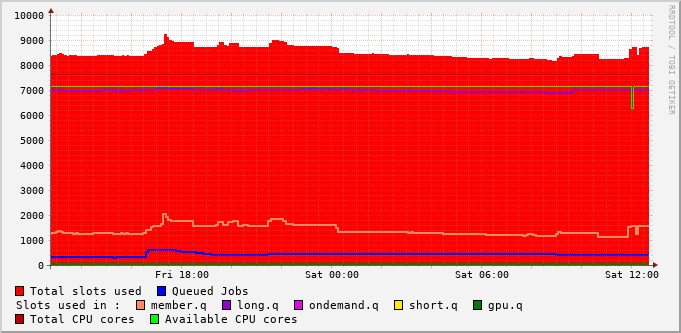 10000
9000
8000
7000
6000
5000
4000
3000
2000
1000
0
Fri 18:00 Sat 00:00 Sat 06:00 Sat 12:00
Total slots used Queued Jobs
Slots used in : member.q long.q ondemand.q short.q gpu.q
Total CPU cores Available CPU cores
RRDTOOL / TOBI OETIKER